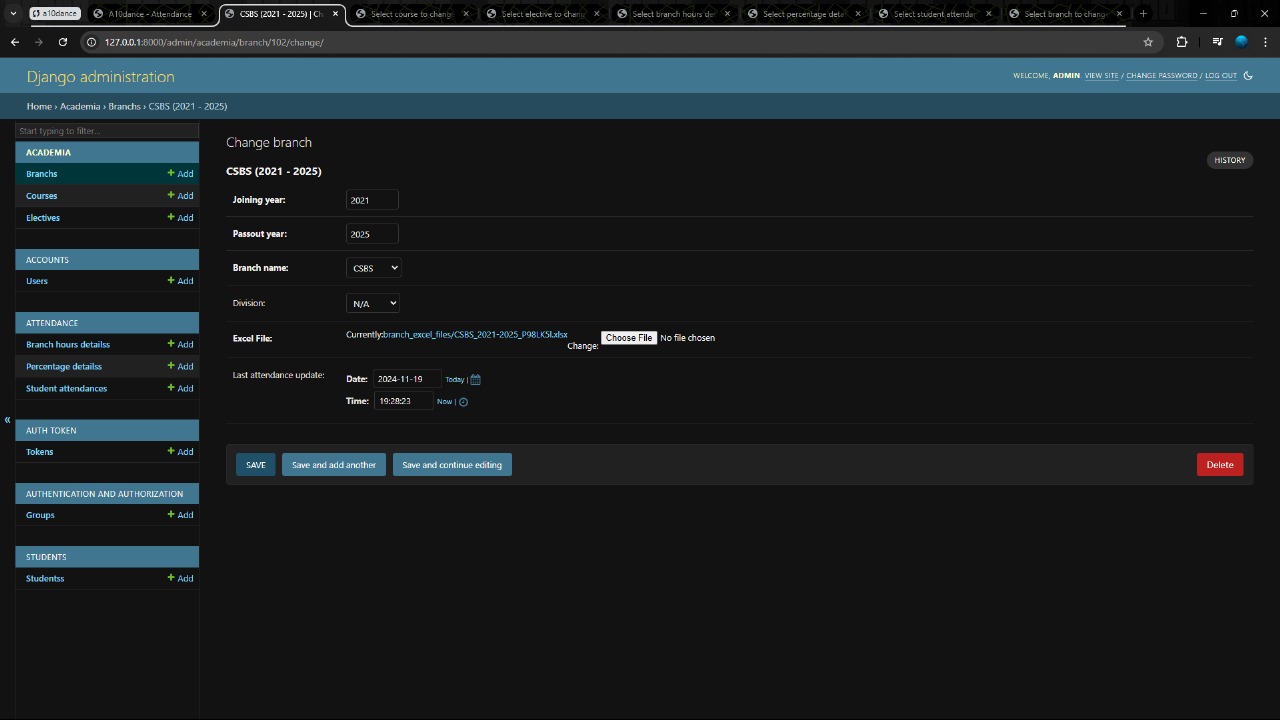 a10dance
A10dance - Attendance
CSBS (2021 - 2025) | Ch
Select course to chang
Select elective to chang
Select branch hours de
Select percentage deta
Select student attendan
Select branch to change
127.0.0.1:8000/admin/academia/branch/102/change/
Django administration
WELCOME, ADMIN. VIEW SITE / CHANGE PASSWORD / LOG OUT
Home › Academia › Branchs › CSBS (2021 - 2025)
Start typing to filter...
ACADEMIA
Branchs + Add
Courses + Add
Electives + Add
ACCOUNTS
Users + Add
ATTENDANCE
Branch hours detailss + Add
Percentage detailss + Add
Student attendances + Add
«
AUTH TOKEN
Tokens + Add
AUTHENTICATION AND AUTHORIZATION
Groups + Add
STUDENTS
Studentss + Add
Change branch
HISTORY
CSBS (2021 - 2025)
Joining year: 2021
Passout year: 2025
Branch name: CSBS
Division: N/A
Excel File: Currently:branch_excel_files/CSBS_2021-2025_P98LK5l.xlsx
Change: Choose File No file chosen
Last attendance update:
Date: 2024-11-19 Today |
Time: 19:28:23 Now |
SAVE Save and add another Save and continue editing Delete